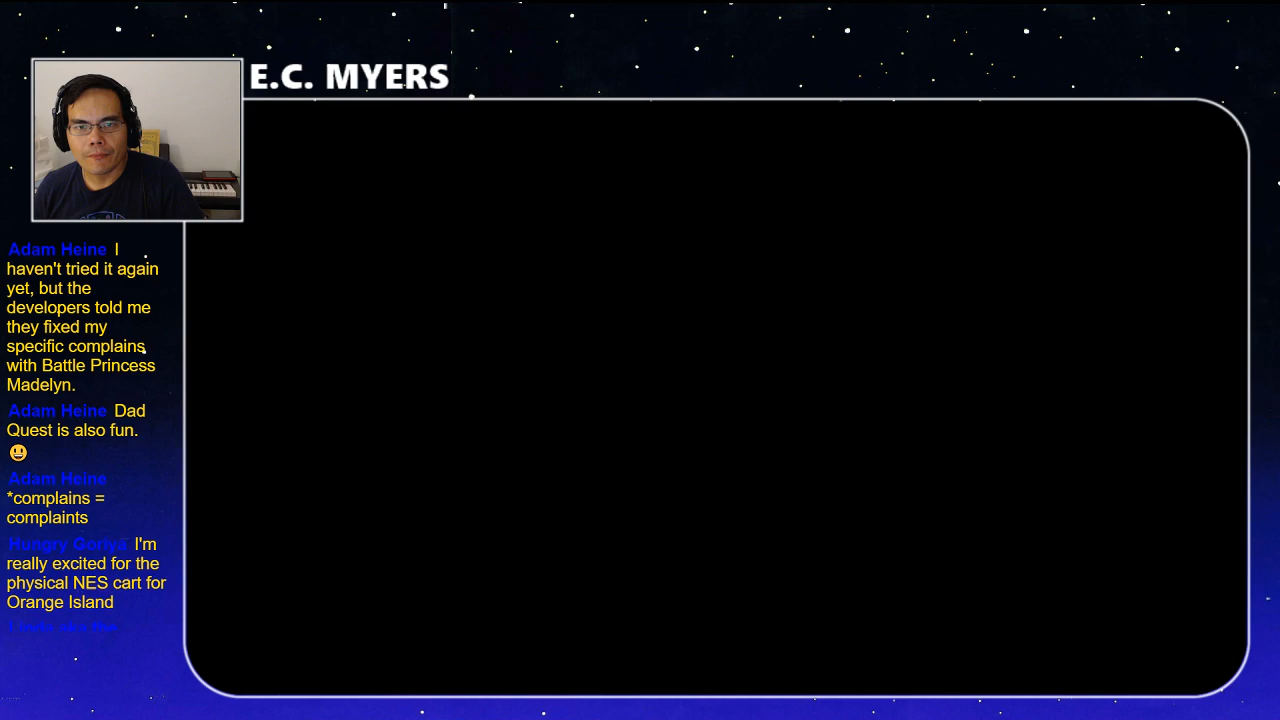 E.C. MYERS
Adam Heine I
haven't tried it again
yet, but the
developers told me
they fixed my
specific complains
with Battle Princess
Madelyn.
Adam Heine Dad
Quest is also fun.
😃
Adam Heine
*complains =
complaints
Hungry Goriya I'm
really excited for the
physical NES cart for
Orange Island